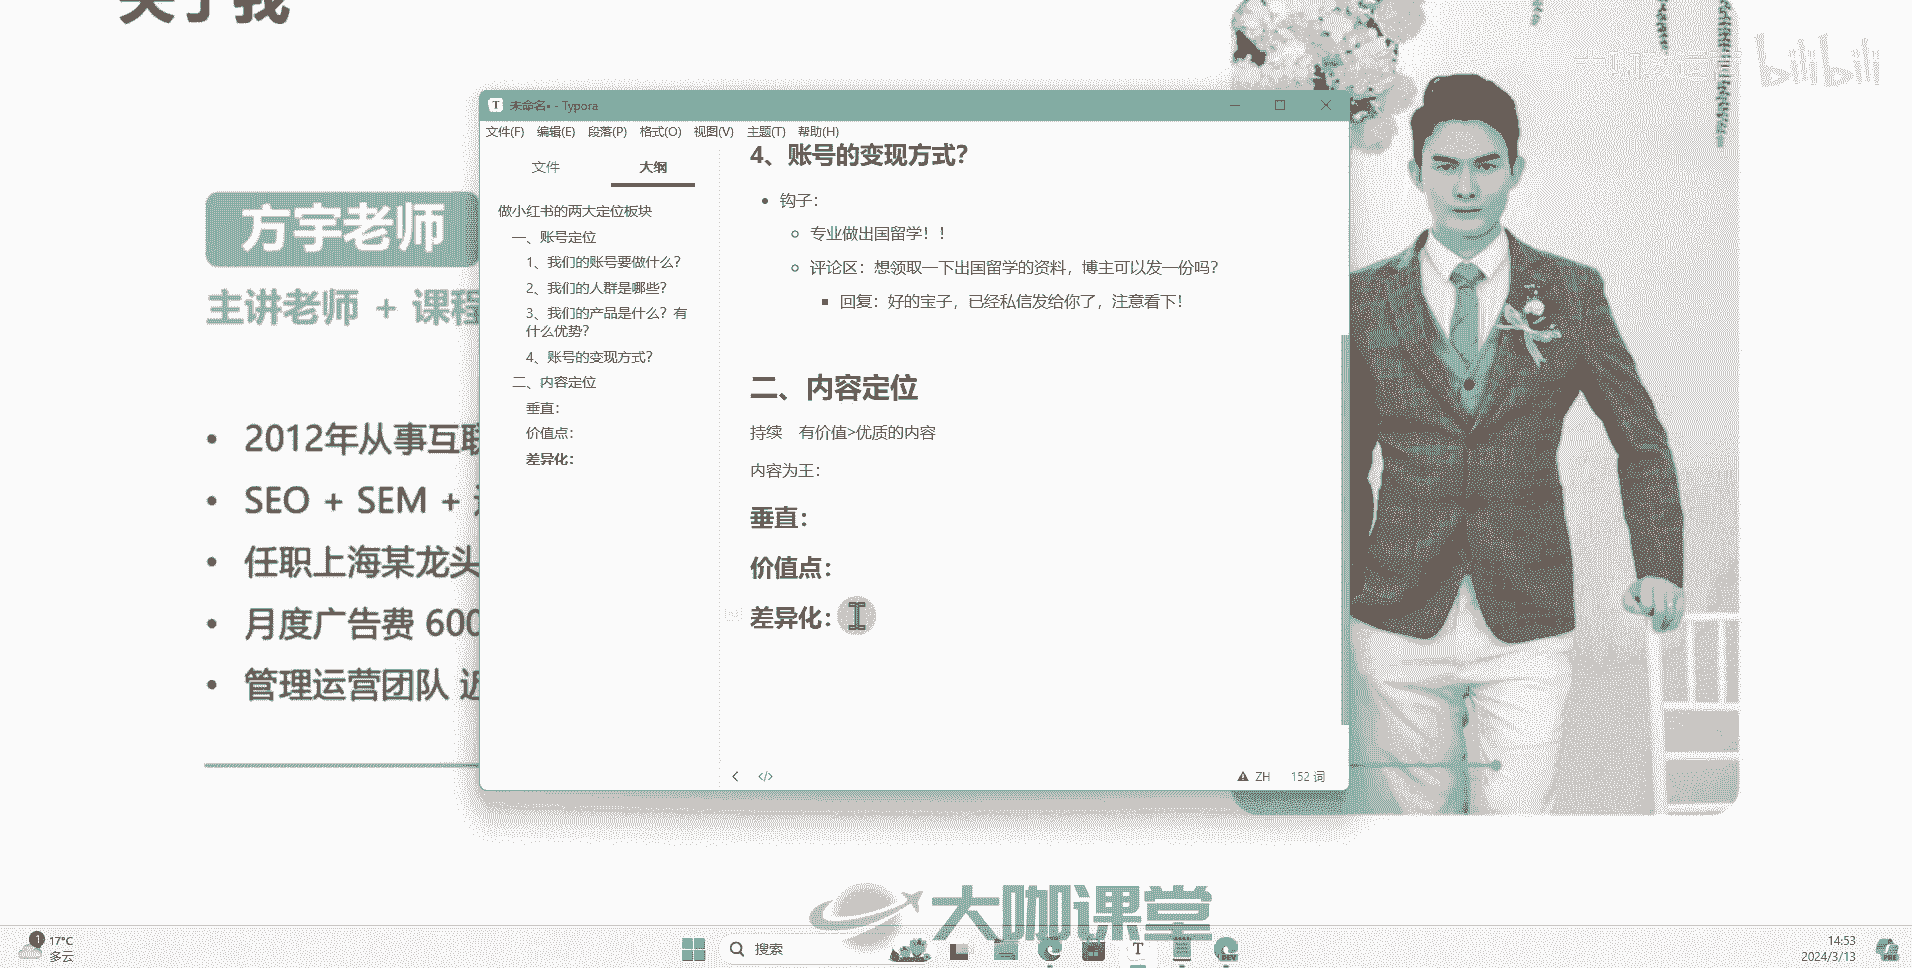 关于我
bilibili
方宇老师
主讲老师 + 课程
2012年从事互联
SEO + SEM +
任职上海某龙头
月度广告费 600
管理运营团队 近
未命名• - Typora
文件(F) 编辑(E) 段落(P) 格式(O) 视图(V) 主题(T) 帮助(H)
文件 大纲
做小红书的两大定位板块
一、账号定位
1、我们的账号要做什么？
2、我们的人群是哪些？
3、我们的产品是什么？有
什么优势？
4、账号的变现方式？
二、内容定位
垂直：
价值点：
差异化：
4、账号的变现方式？
钩子：
专业做出国留学！！
评论区：想领取一下出国留学的资料，博主可以发一份吗？
回复：好的宝子，已经私信发给你了，注意看下！
二、内容定位
持续 有价值>优质的内容
内容为王：
垂直：
价值点：
差异化：
ZH 152 词
大咖课堂
1
17°C
多云
搜索
T
DEV
14:53
2024/3/13
PRE